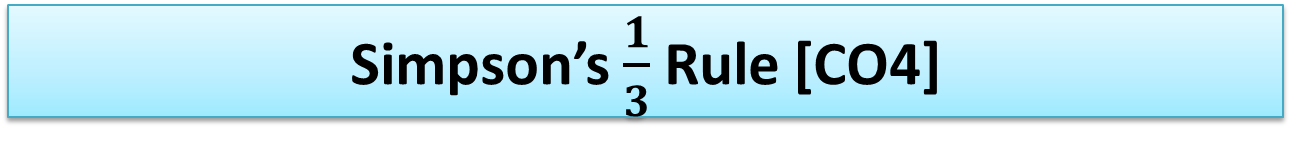 Simpson’s 1/3 Rule [CO4]